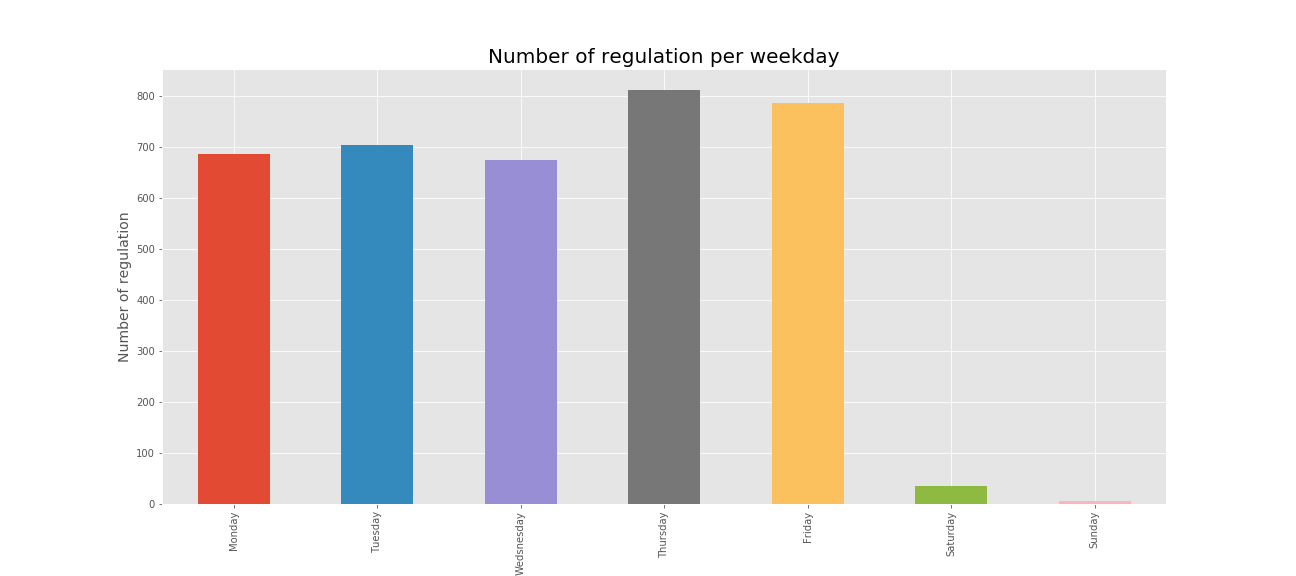 Number of regulation per weekday
Number of regulation
800
700
600
500
400
300
200
100
0
Monday
Tuesday
Wedsnesday
Thursday
Friday
Saturday
Sunday